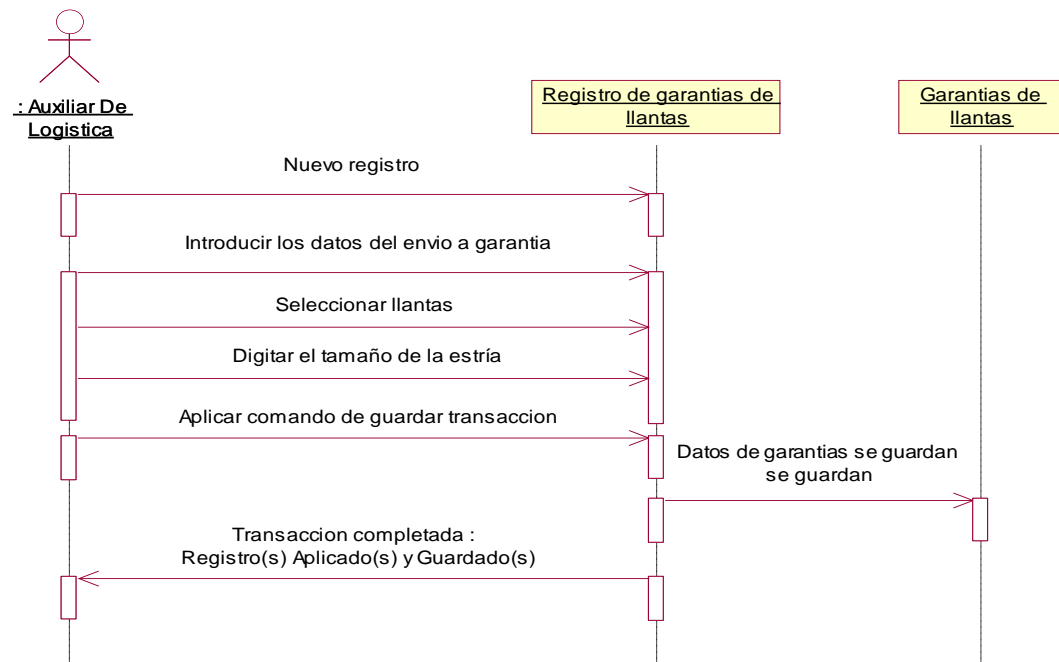 : Auxiliar De
Logistica
Registro de garantias de
llantas
Garantias de
llantas
Nuevo registro
Introducir los datos del envio a garantia
Seleccionar llantas
Digitar el tamaño de la estría
Aplicar comando de guardar transaccion
Datos de garantias se guardan
se guardan
Transaccion completada :
Registro(s) Aplicado(s) y Guardado(s)